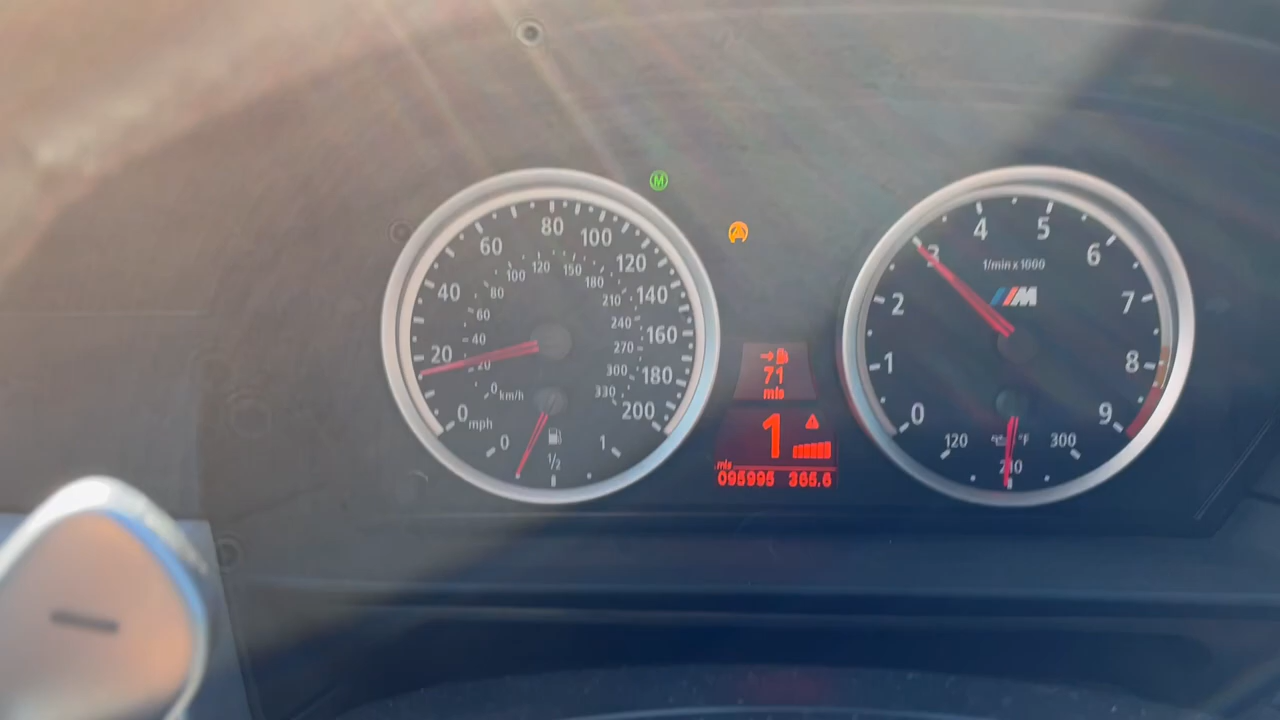 0 20 40 60 80 100 120 140 160 180 200
mph
0 20 40 60 80 100 120 150 180 210 240 270 300 330
km/h
0 1/2 1
M
71
mls
1
mls
095995 365.6
0 1 2 3 4 5 6 7 8 9
1/min x 1000
M
120 °F 300
210